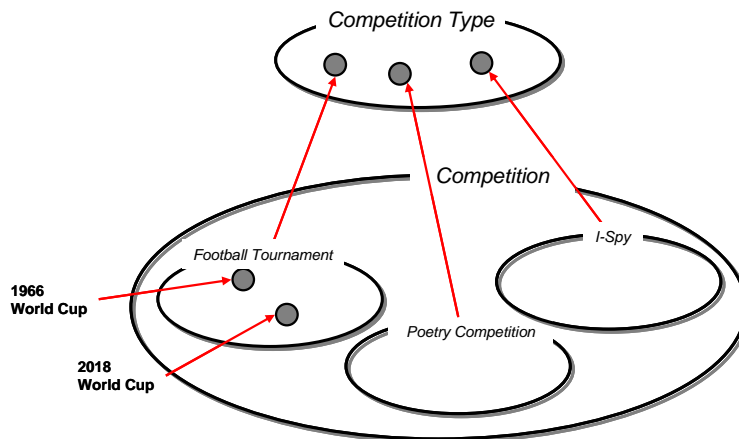 Competition Type
Competition
I-Spy
Football Tournament
1966
World Cup
Poetry Competition
2018
World Cup